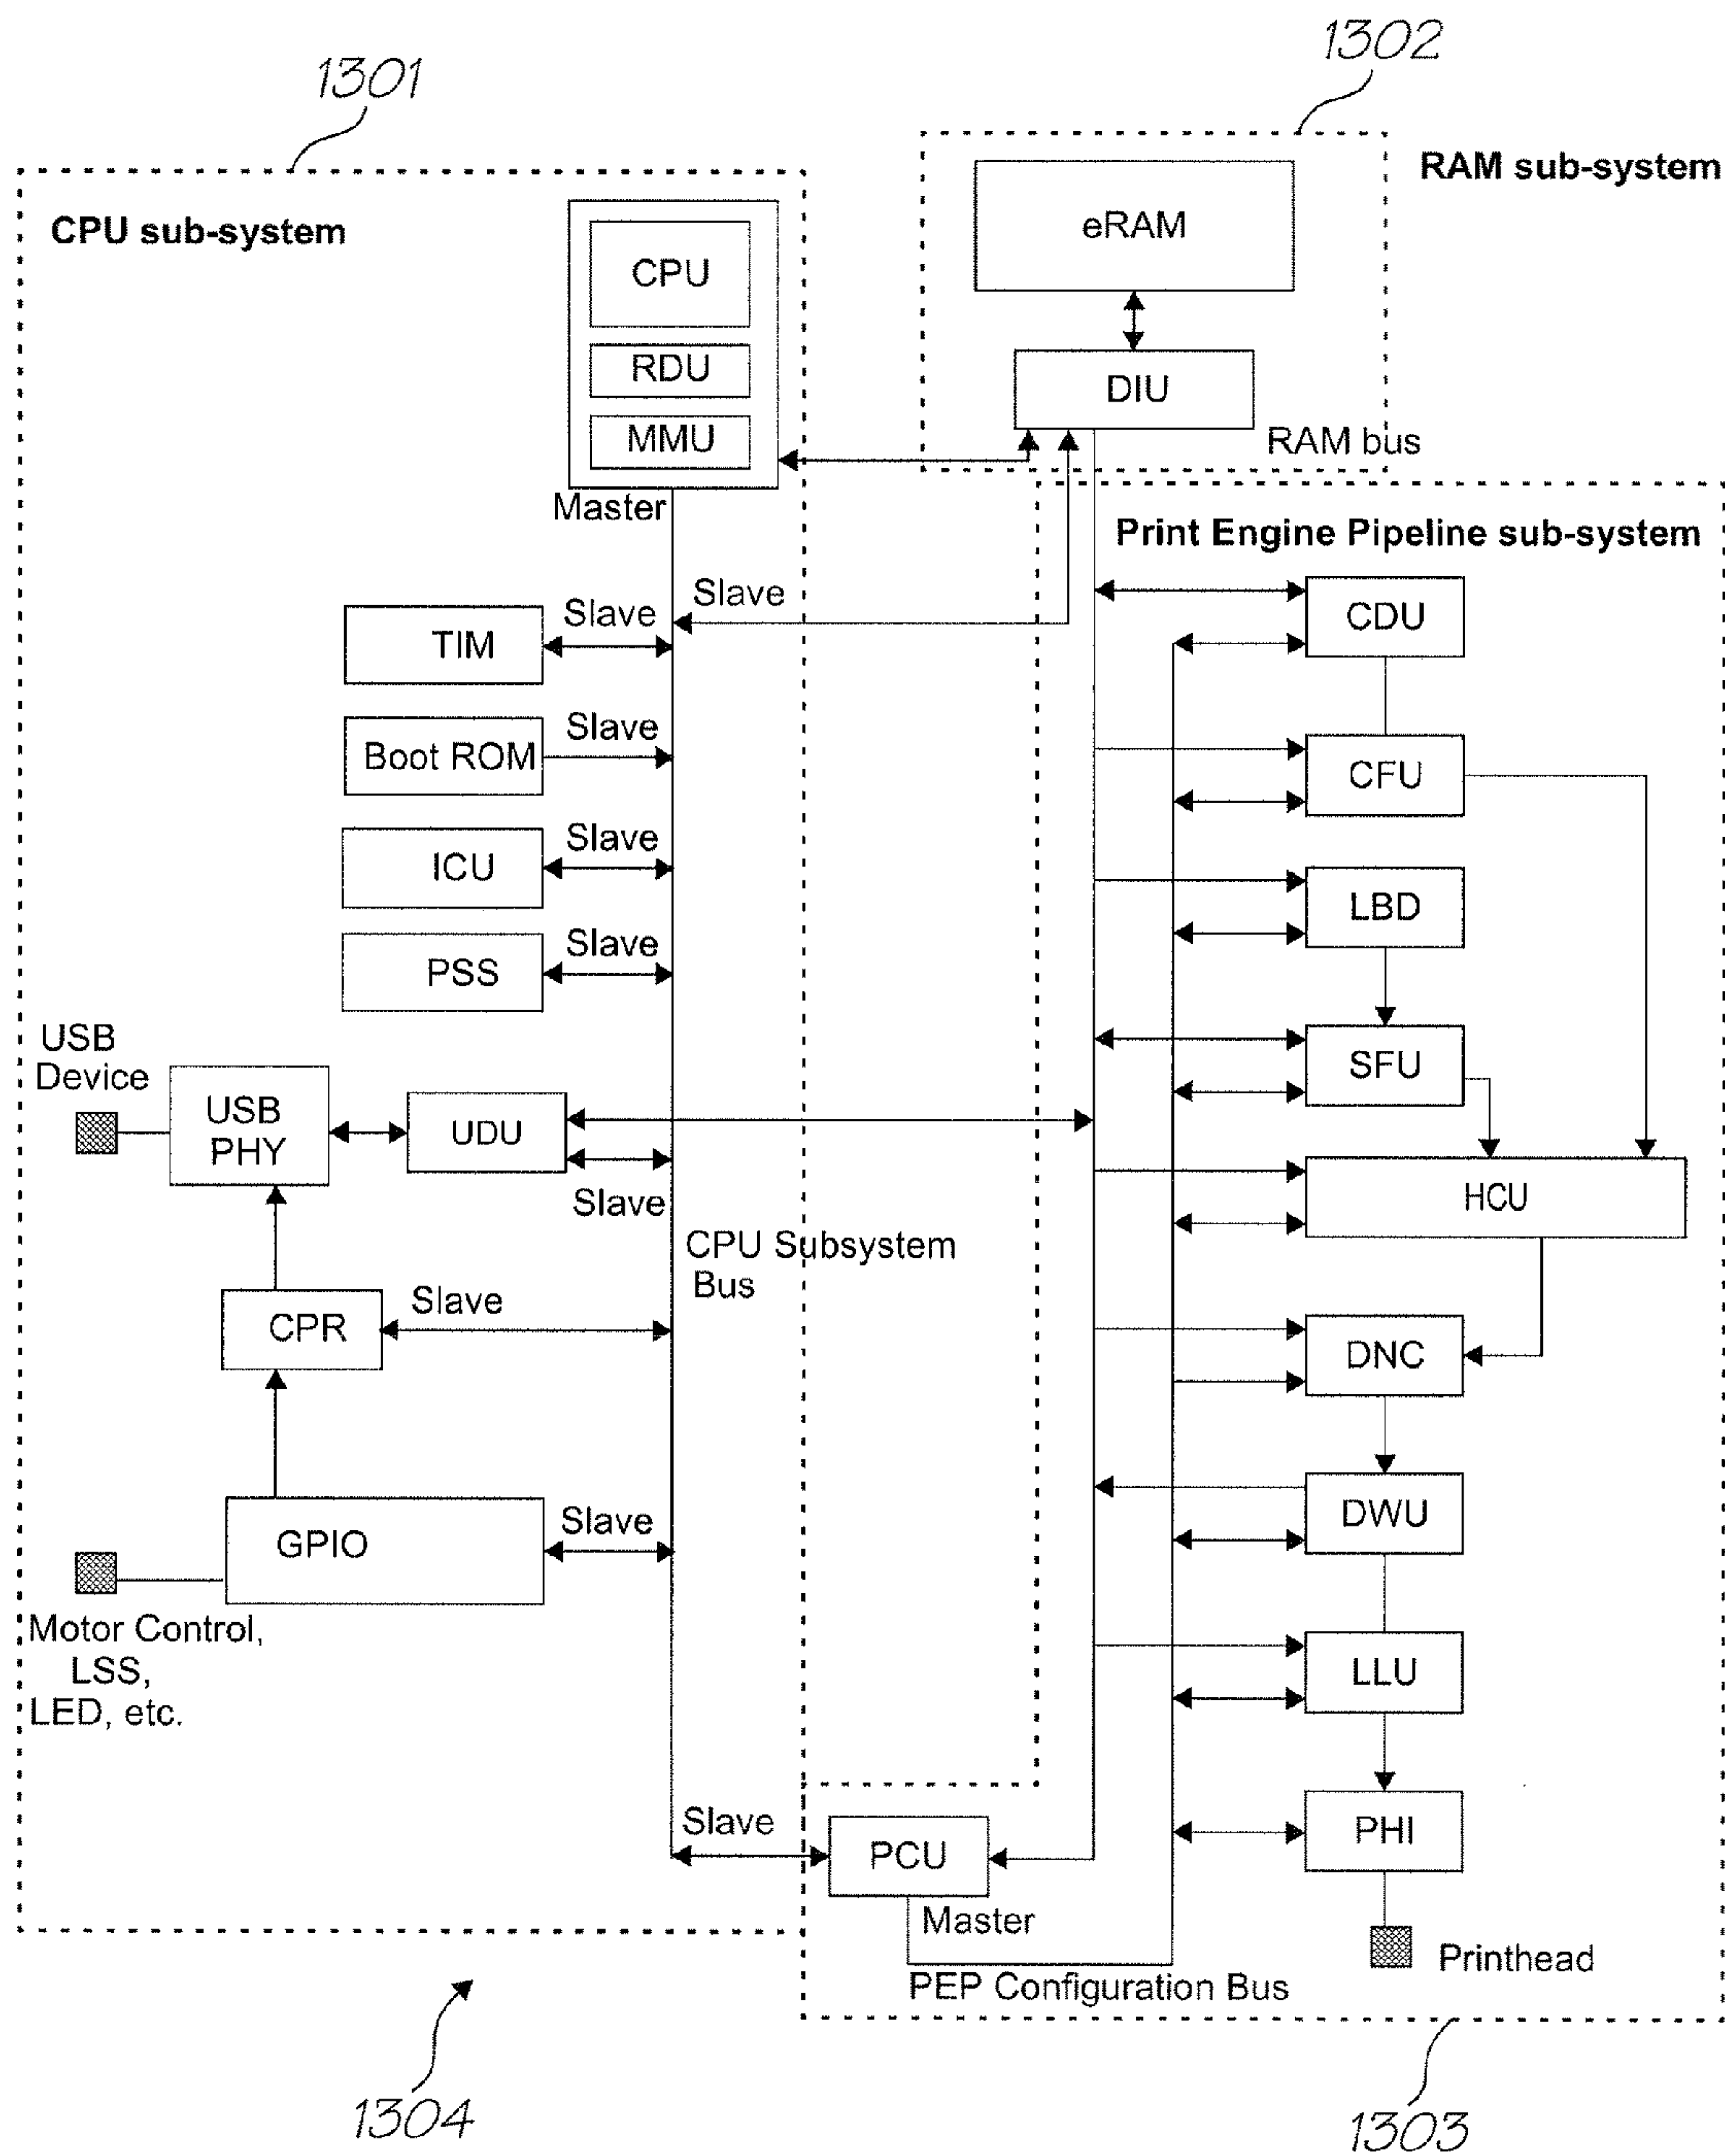 1301
1302
RAM sub-system
CPU sub-system
CPU
RDU
MMU
Master
eRAM
DIU
RAM bus
Print Engine Pipeline sub-system
Slave
TIM
Slave
Boot ROM
Slave
ICU
Slave
PSS
Slave
USB
Device
USB
PHY
UDU
Slave
CPU Subsystem
Bus
CPR
Slave
GPIO
Slave
Motor Control,
LSS,
LED, etc.
CDU
CFU
LBD
SFU
HCU
DNC
DWU
LLU
PHI
Printhead
Slave
PCU
Master
PEP Configuration Bus
1304
1303